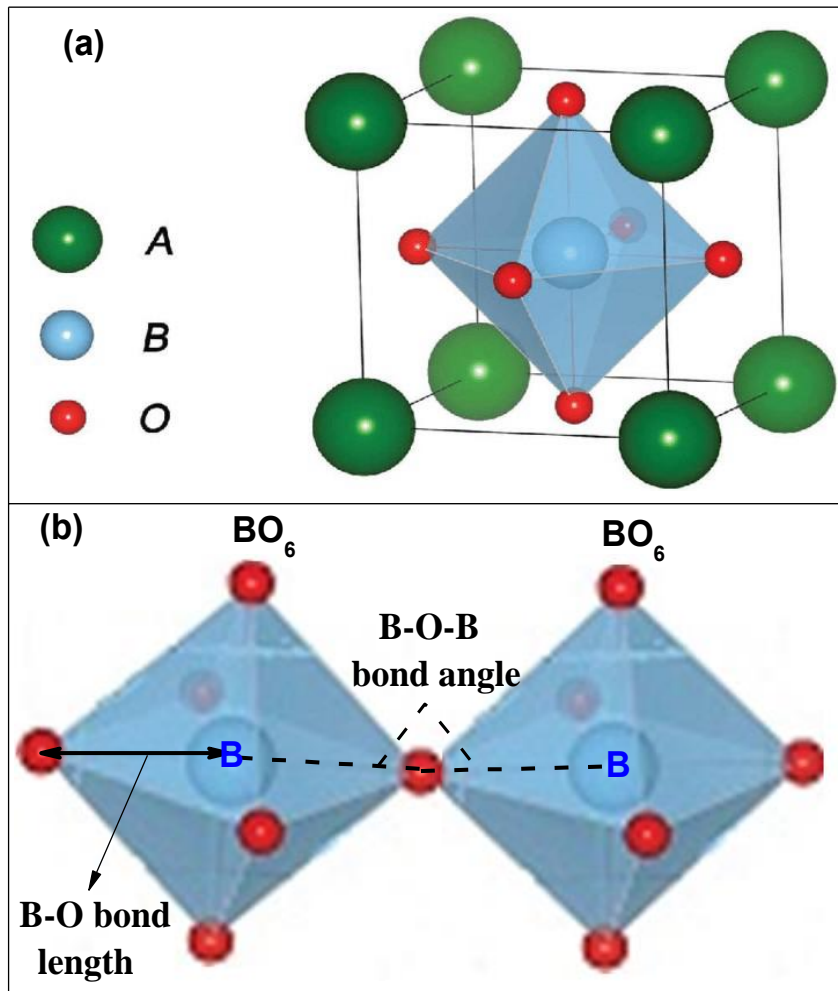 (a)
A
B
O
(b)
BO₆
BO₆
B-O-B
bond angle
B
B
B-O bond
length